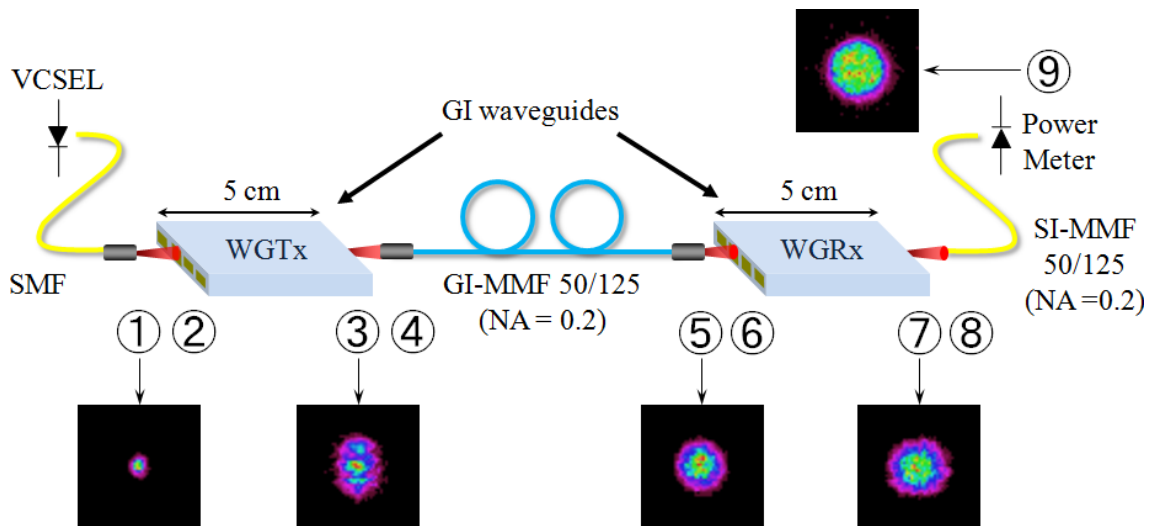 ⑨
VCSEL
GI waveguides
Power
Meter
5 cm
5 cm
WGTx
WGRx
SMF
GI-MMF 50/125
(NA = 0.2)
SI-MMF
50/125
(NA =0.2)
① ②
③ ④
⑤ ⑥
⑦ ⑧